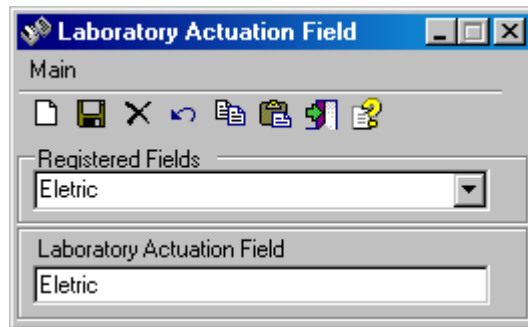 Laboratory Actuation Field
Main
Registered Fields
Eletric
Laboratory Actuation Field
Eletric